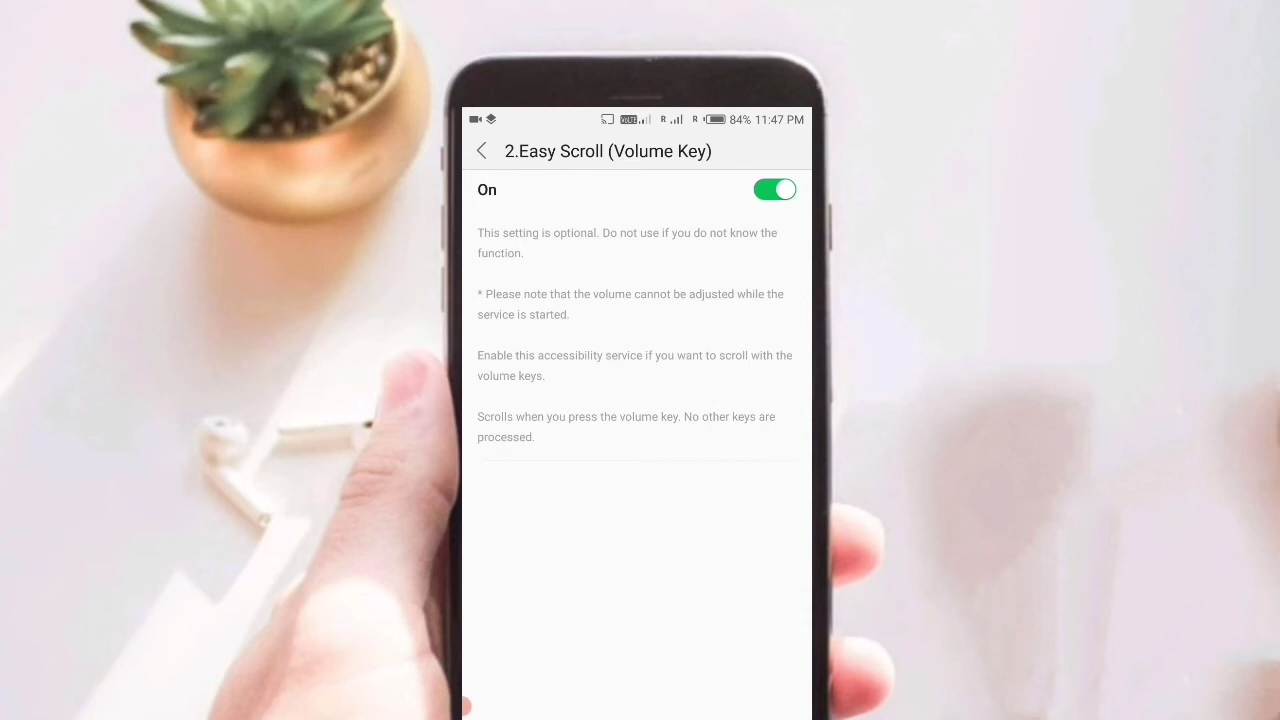 VOLTE R R 84% 11:47 PM
2.Easy Scroll (Volume Key)
On
This setting is optional. Do not use if you do not know the
function.
* Please note that the volume cannot be adjusted while the
service is started.
Enable this accessibility service if you want to scroll with the
volume keys.
Scrolls when you press the volume key. No other keys are
processed.